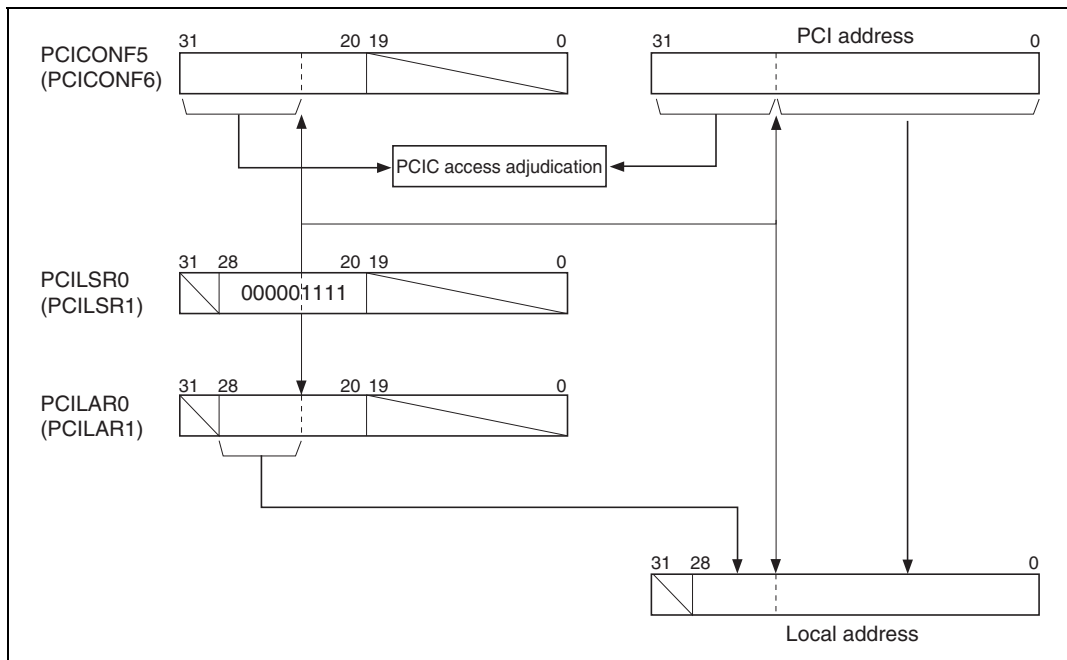 PCICONF5
(PCICONF6)
31 20 19 0
PCI address
31 0
PCIC access adjudication
PCILSR0
(PCILSR1)
31 28 20 19 0
000001111
PCILAR0
(PCILAR1)
31 28 20 19 0
31 28 0
Local address